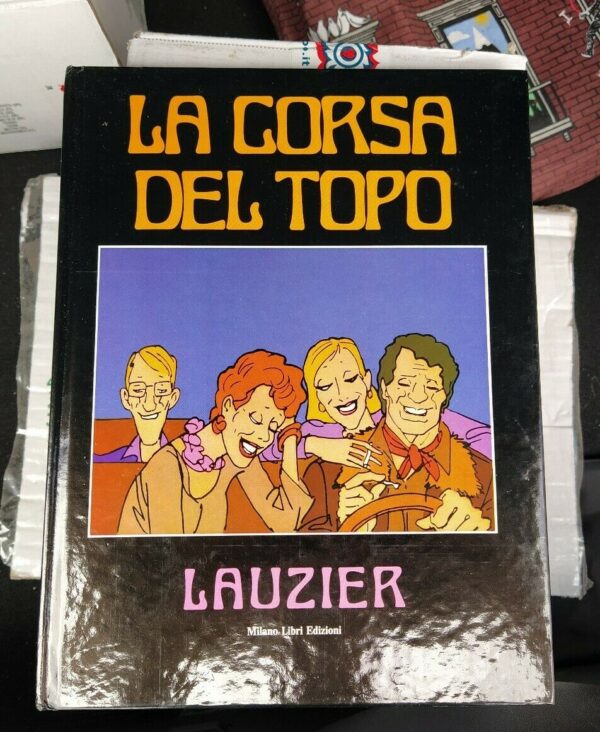 LA CORSA
DEL TOPO
LAUZIER
Milano Libri Edizioni